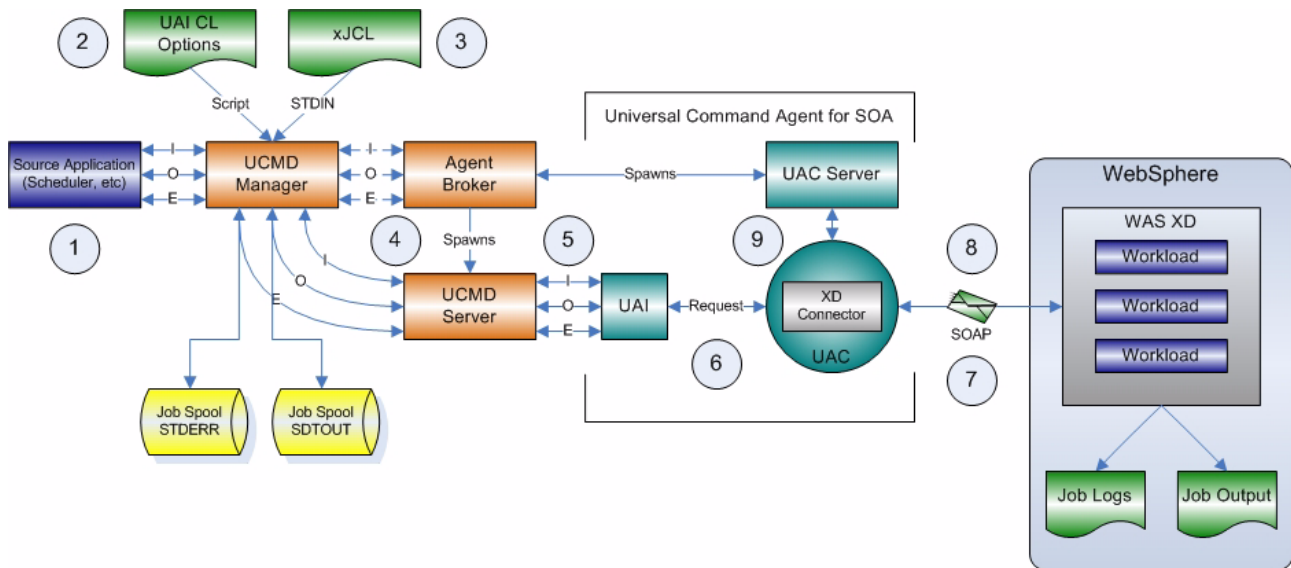 2
UAI CL
Options
xJCL
3
Script
STDIN
Universal Command Agent for SOA
Source Application
(Scheduler, etc)
I
O
E
UCMD
Manager
I
O
E
Agent
Broker
Spawns
UAC Server
1
4
Spawns
5
9
8
I
O
E
UCMD
Server
I
O
E
UAI
Request
XD
Connector
UAC
SOAP
6
7
WebSphere
WAS XD
Workload
Workload
Workload
Job Spool
STDERR
Job Spool
SDTOUT
Job Logs
Job Output